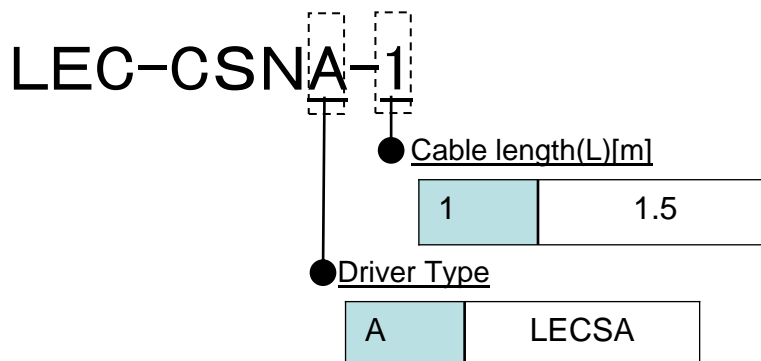 LEC-CSNA-1
Cable length(L)[m]
1 1.5
Driver Type
A LECSA